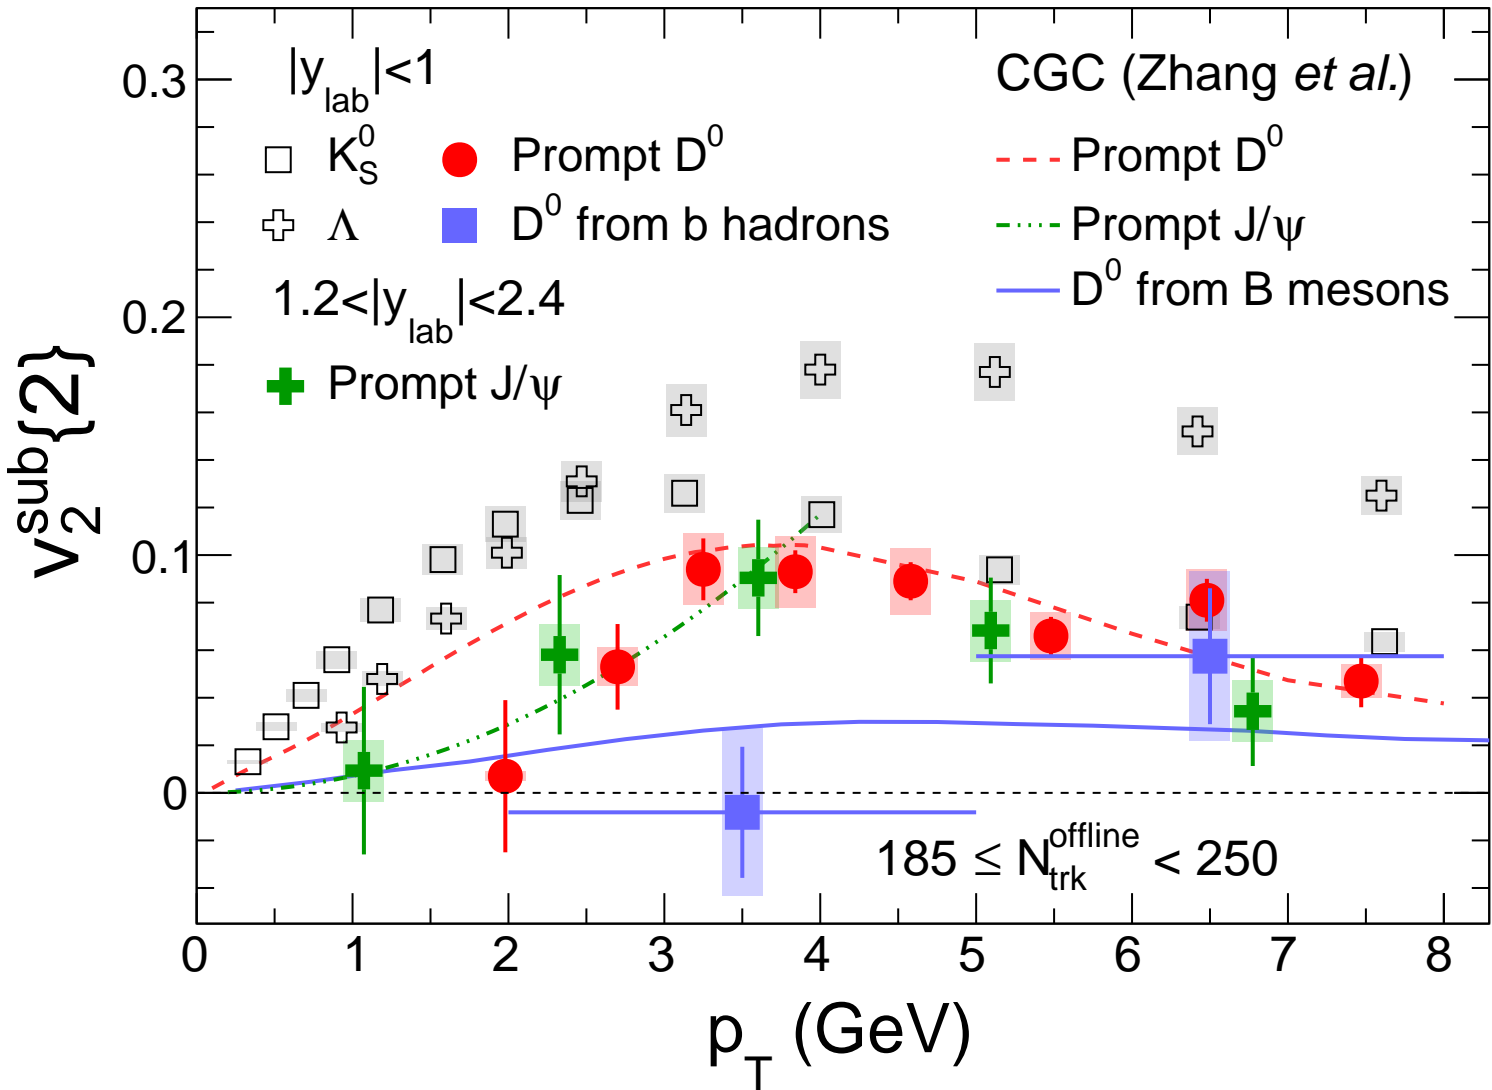 |y_lab|<1
K_S^0
Prompt D^0
Λ
D^0 from b hadrons
1.2<|y_lab|<2.4
Prompt J/ψ
CGC (Zhang et al.)
Prompt D^0
Prompt J/ψ
D^0 from B mesons
v_2^sub{2}
0.3
0.2
0.1
0
185 ≤ N_trk^offline < 250
0 1 2 3 4 5 6 7 8
p_T (GeV)